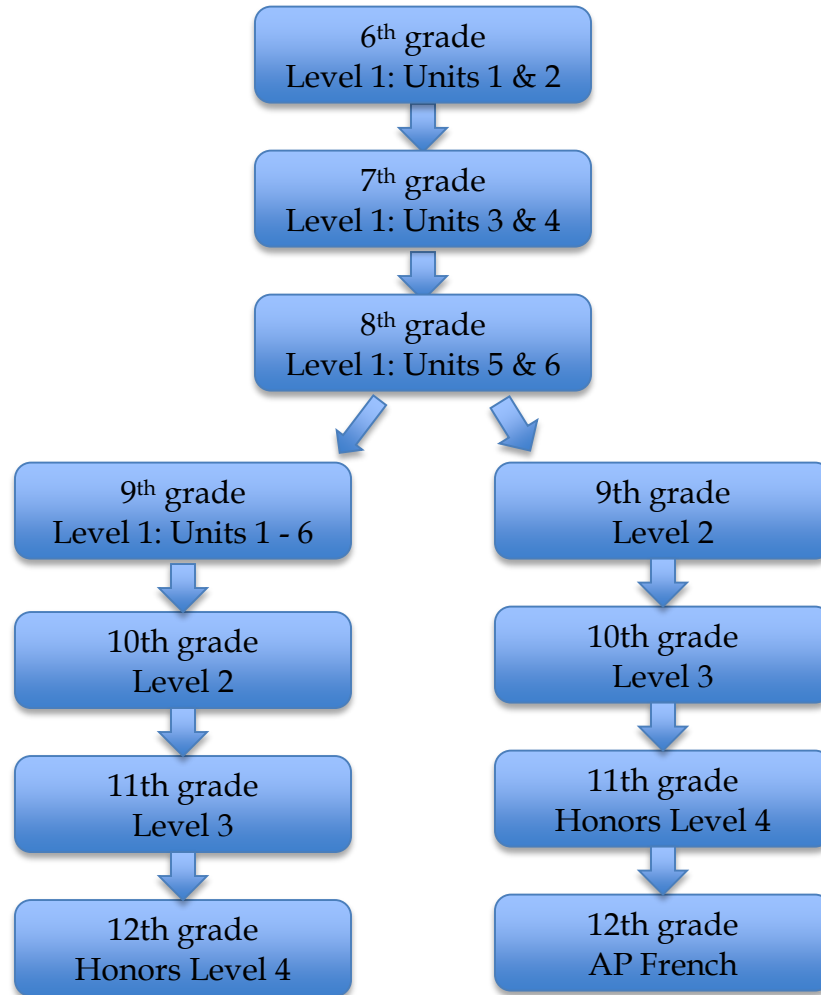 6th grade
Level 1: Units 1 & 2
7th grade
Level 1: Units 3 & 4
8th grade
Level 1: Units 5 & 6
9th grade
Level 1: Units 1 - 6
10th grade
Level 2
11th grade
Level 3
12th grade
Honors Level 4
9th grade
Level 2
10th grade
Level 3
11th grade
Honors Level 4
12th grade
AP French